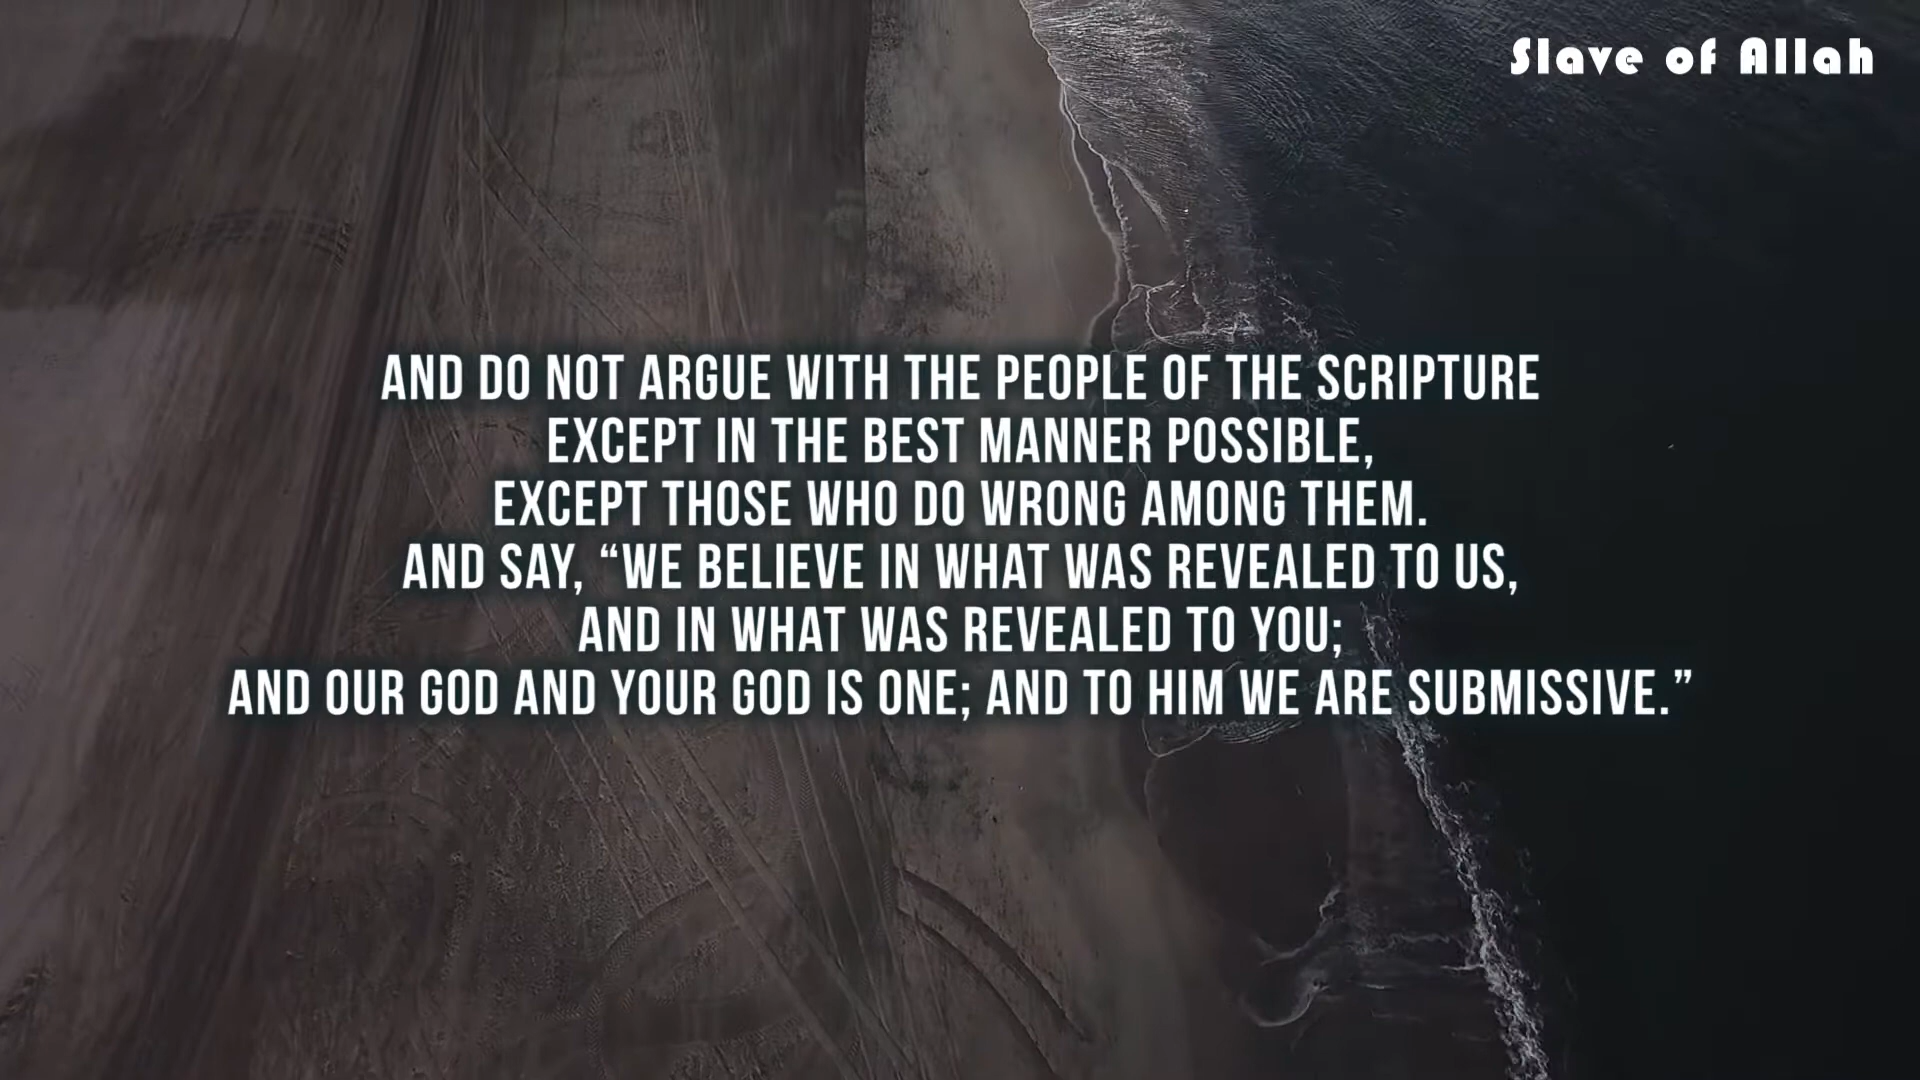 Slave of Allah
AND DO NOT ARGUE WITH THE PEOPLE OF THE SCRIPTURE
EXCEPT IN THE BEST MANNER POSSIBLE,
EXCEPT THOSE WHO DO WRONG AMONG THEM.
AND SAY, “WE BELIEVE IN WHAT WAS REVEALED TO US,
AND IN WHAT WAS REVEALED TO YOU;
AND OUR GOD AND YOUR GOD IS ONE; AND TO HIM WE ARE SUBMISSIVE.”